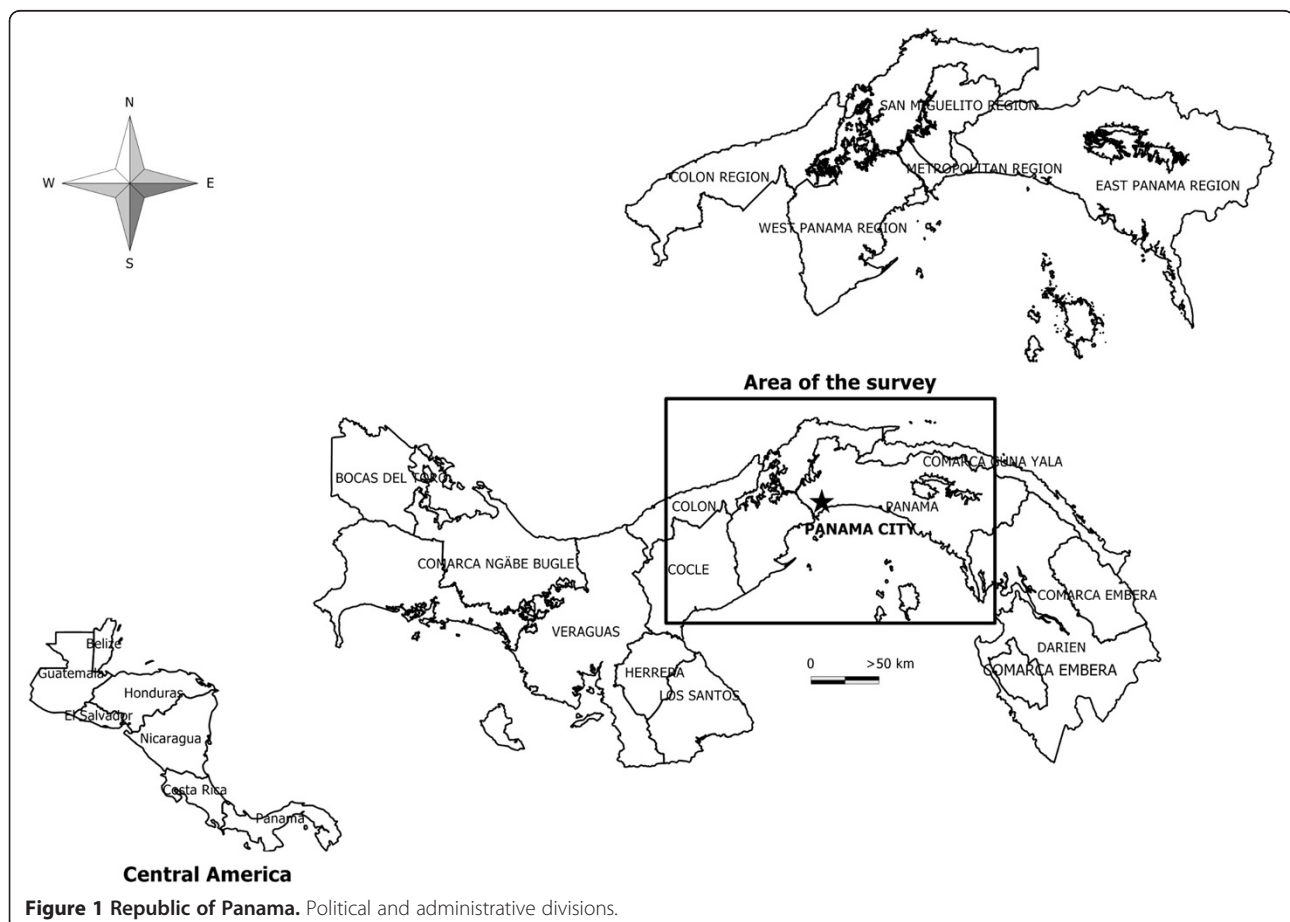 N
W
E
S
SAN MIGUELITO REGION
COLON REGION
METROPOLITAN REGION
EAST PANAMA REGION
WEST PANAMA REGION
Area of the survey
BOCAS DEL TORO
COMARCA GUNA YALA
COLON
PANAMA
PANAMA CITY
COMARCA NGÄBE BUGLE
COCLE
COMARCA EMBERA
VERAGUAS
DARIEN
HERRERA
COMARCA EMBERA
LOS SANTOS
0 >50 km
Belize
Guatemala
Honduras
El Salvador
Nicaragua
Costa Rica
Panama
Central America
Figure 1 Republic of Panama. Political and administrative divisions.